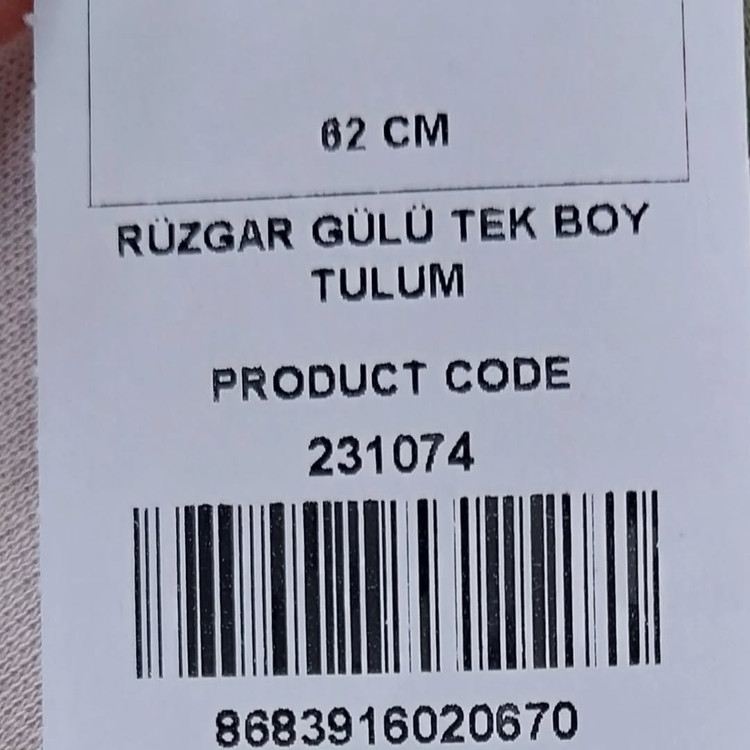 62 CM
RÜZGAR GÜLÜ TEK BOY
TULUM
PRODUCT CODE
231074
8683916020670